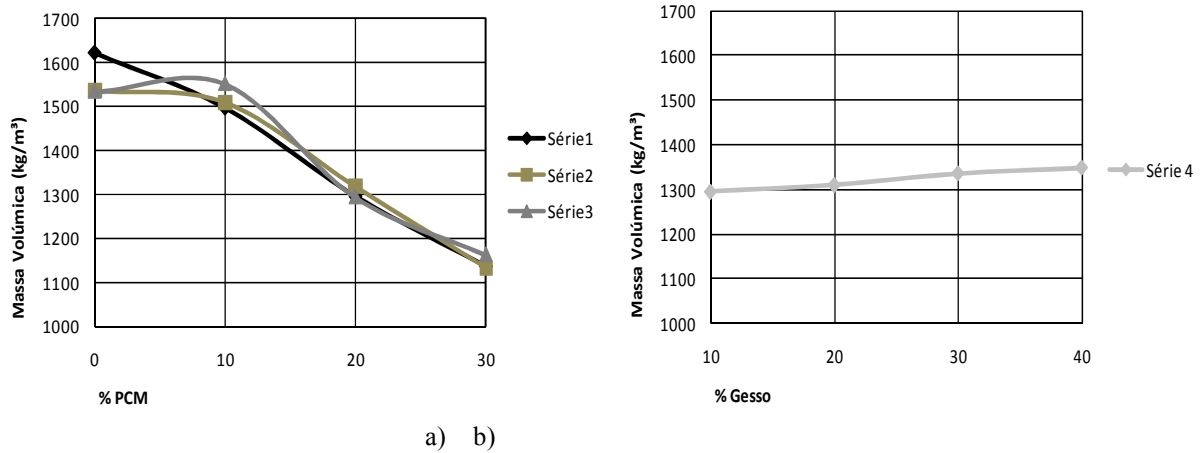 1700
1600
1500
1400
1300
1200
1100
1000
Massa Volúmica (kg/m³)
0 10 20 30
% PCM
Série1
Série2
Série3
1700
1600
1500
1400
1300
1200
1100
1000
Massa Volúmica (kg/m³)
10 20 30 40
% Gesso
Série 4
a) b)